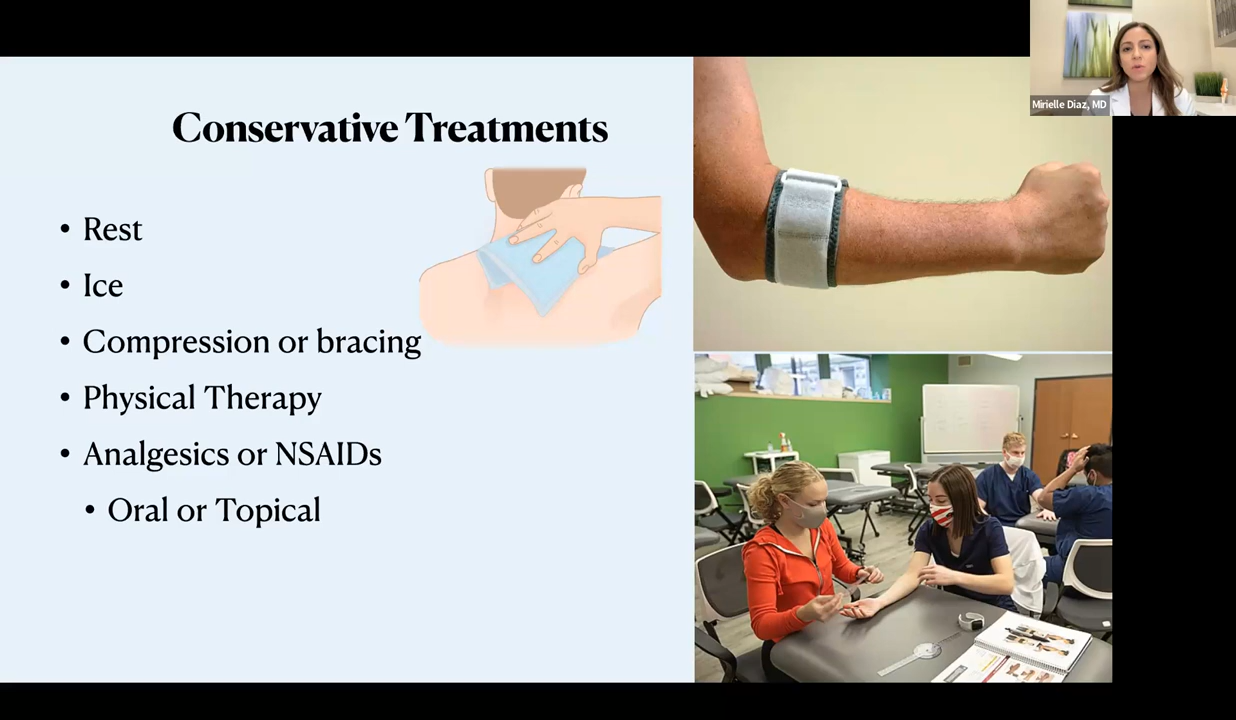 Conservative Treatments
• Rest
• Ice
• Compression or bracing
• Physical Therapy
• Analgesics or NSAIDs
• Oral or Topical
Mirielle Diaz, MD